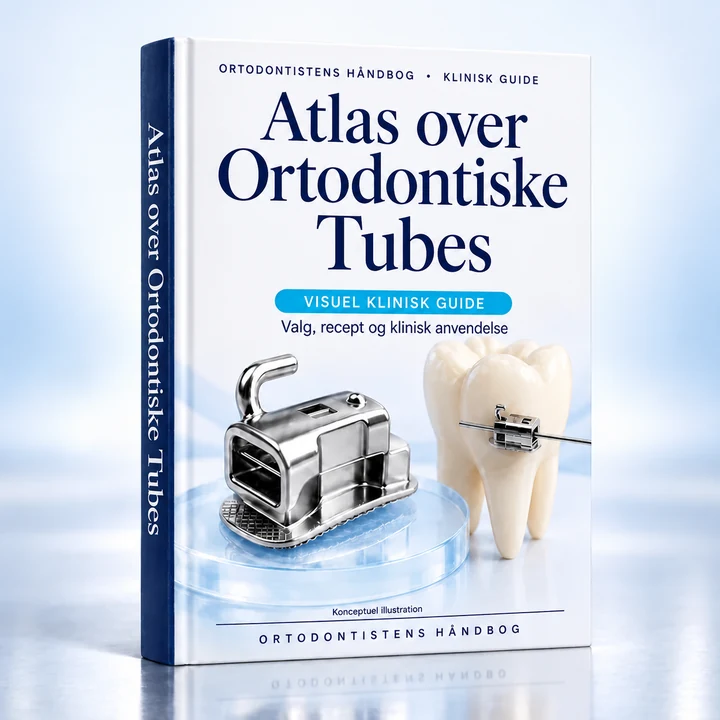 ORTODONTISTENS HÅNDBOG • KLINISK GUIDE
Atlas over
Ortodontiske
Tubes
VISUEL KLINISK GUIDE
Valg, recept og klinisk anvendelse
Konceptuel illustration
ORTODONTISTENS HÅNDBOG
Atlas over Ortodontiske Tubes